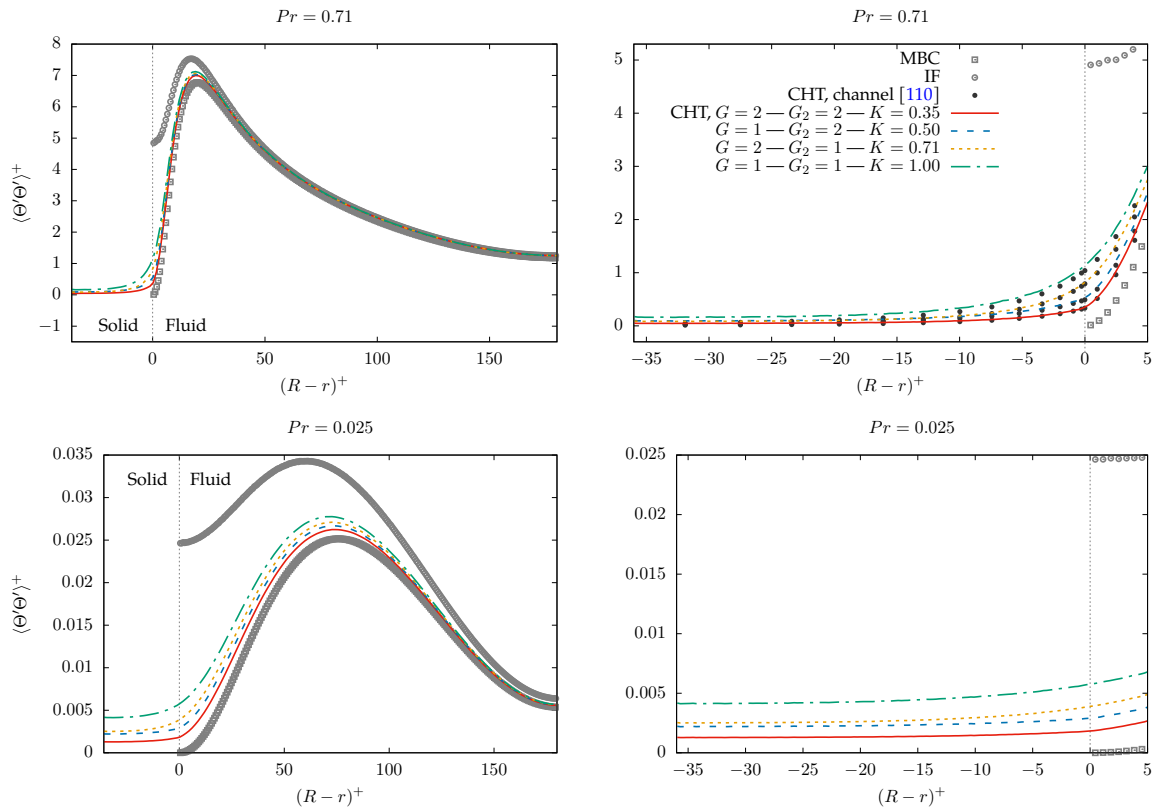 Pr = 0.71
⟨Θ′Θ′⟩⁺
8
7
6
5
4
3
2
1
0
−1
Solid Fluid
0 50 100 150
(R − r)⁺
Pr = 0.71
5
4
3
2
1
0
MBC
IF
CHT, channel [110]
CHT, G = 2 — G₂ = 2 — K = 0.35
G = 1 — G₂ = 2 — K = 0.50
G = 2 — G₂ = 1 — K = 0.71
G = 1 — G₂ = 1 — K = 1.00
−35 −30 −25 −20 −15 −10 −5 0 5
(R − r)⁺
Pr = 0.025
⟨Θ′Θ′⟩⁺
0.035
0.03
0.025
0.02
0.015
0.01
0.005
0
Solid Fluid
0 50 100 150
(R − r)⁺
Pr = 0.025
0.025
0.02
0.015
0.01
0.005
0
−35 −30 −25 −20 −15 −10 −5 0 5
(R − r)⁺